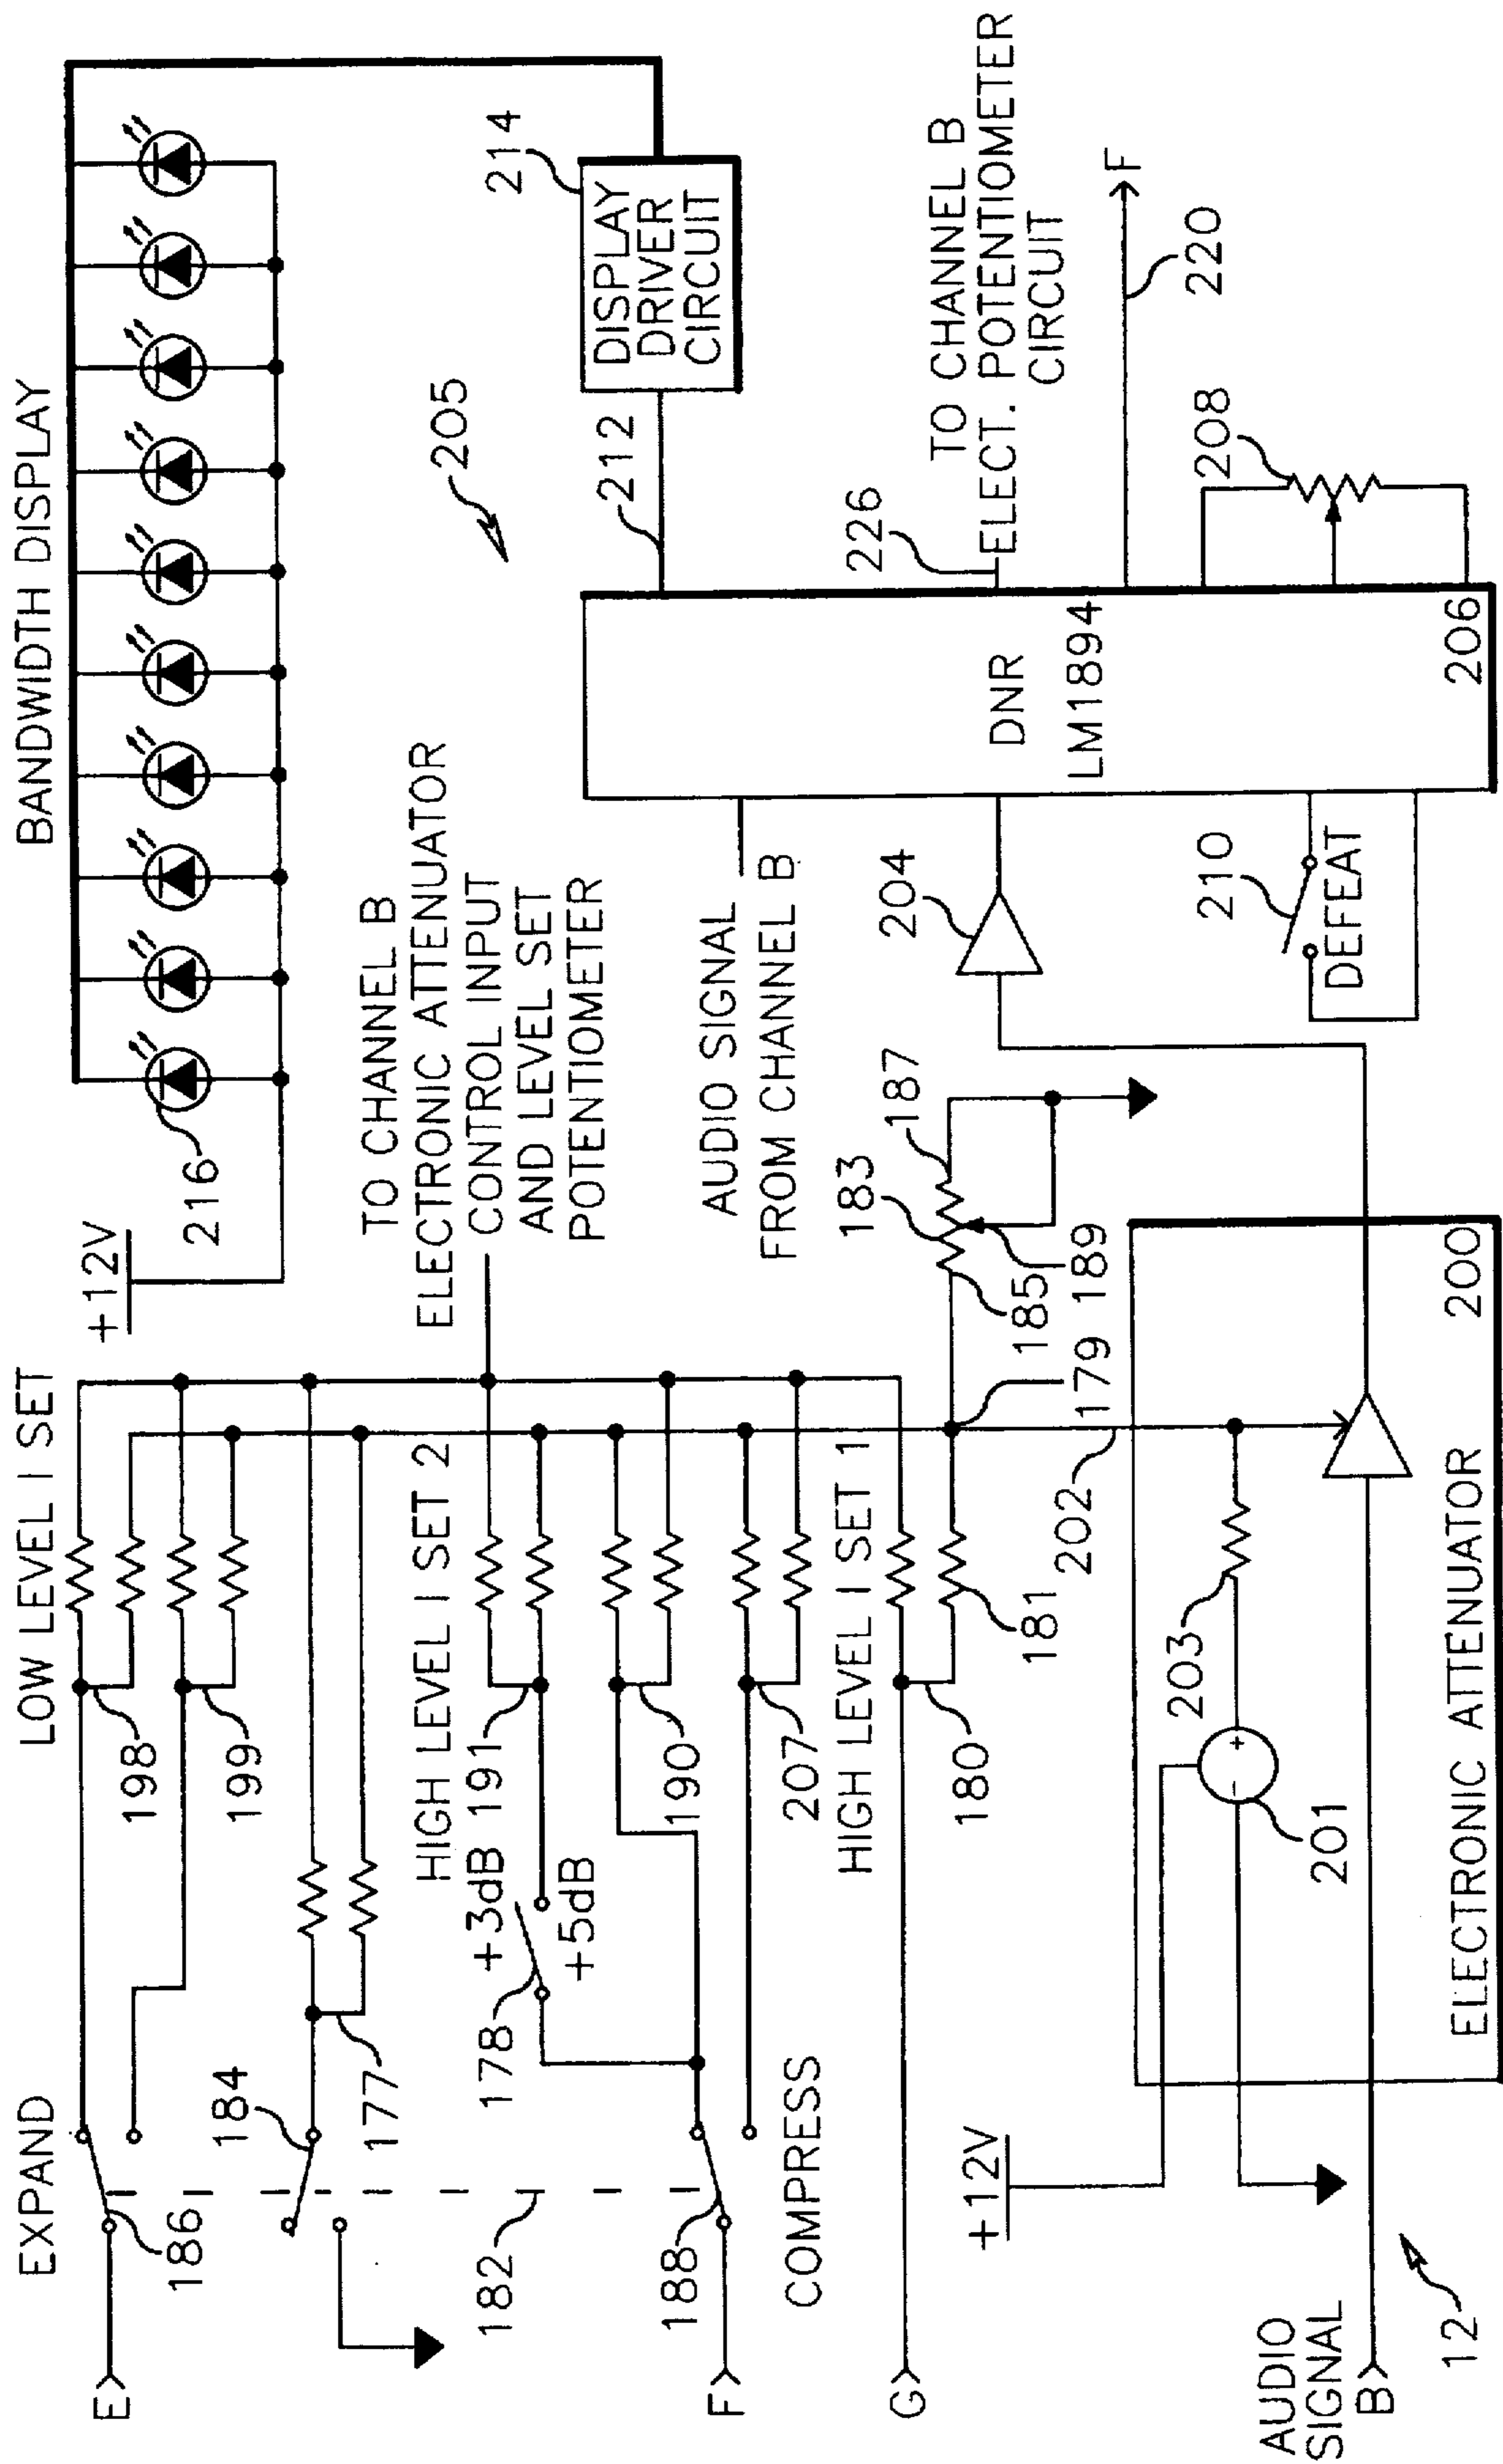 BANDWIDTH DISPLAY
+12V
216
214
DISPLAY
DRIVER
CIRCUIT
212
205
LOW LEVEL I SET
EXPAND
E
186
198
199
184
177
182
TO CHANNEL B
ELECTRONIC ATTENUATOR
CONTROL INPUT
AND LEVEL SET
POTENTIOMETER
HIGH LEVEL I SET 2
+3dB
191
178
+5dB
190
207
188
F
COMPRESS
HIGH LEVEL I SET 1
G
180
181
AUDIO SIGNAL
FROM CHANNEL B
204
210
DEFEAT
DNR
LM1894
206
226
TO CHANNEL B
ELECT. POTENTIOMETER
CIRCUIT
F
220
208
183
187
185
189
179
202
+12V
203
201
ELECTRONIC ATTENUATOR
200
AUDIO
SIGNAL
B
12